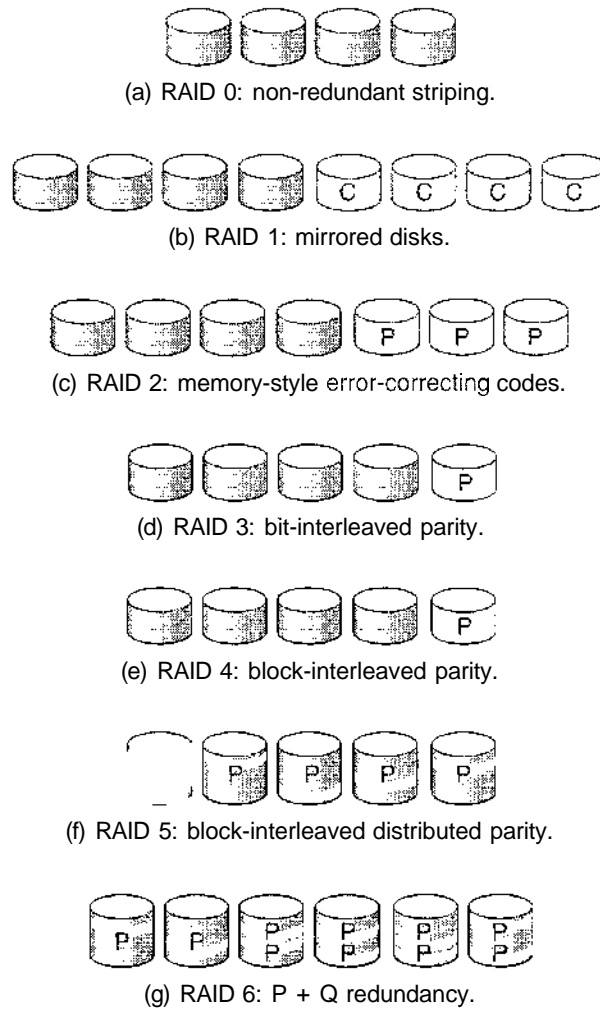 (a) RAID 0: non-redundant striping.
C C C C
(b) RAID 1: mirrored disks.
P P P
(c) RAID 2: memory-style error-correcting codes.
P
(d) RAID 3: bit-interleaved parity.
P
(e) RAID 4: block-interleaved parity.
P P P P
(f) RAID 5: block-interleaved distributed parity.
P P P P P P
P P P P
(g) RAID 6: P + Q redundancy.